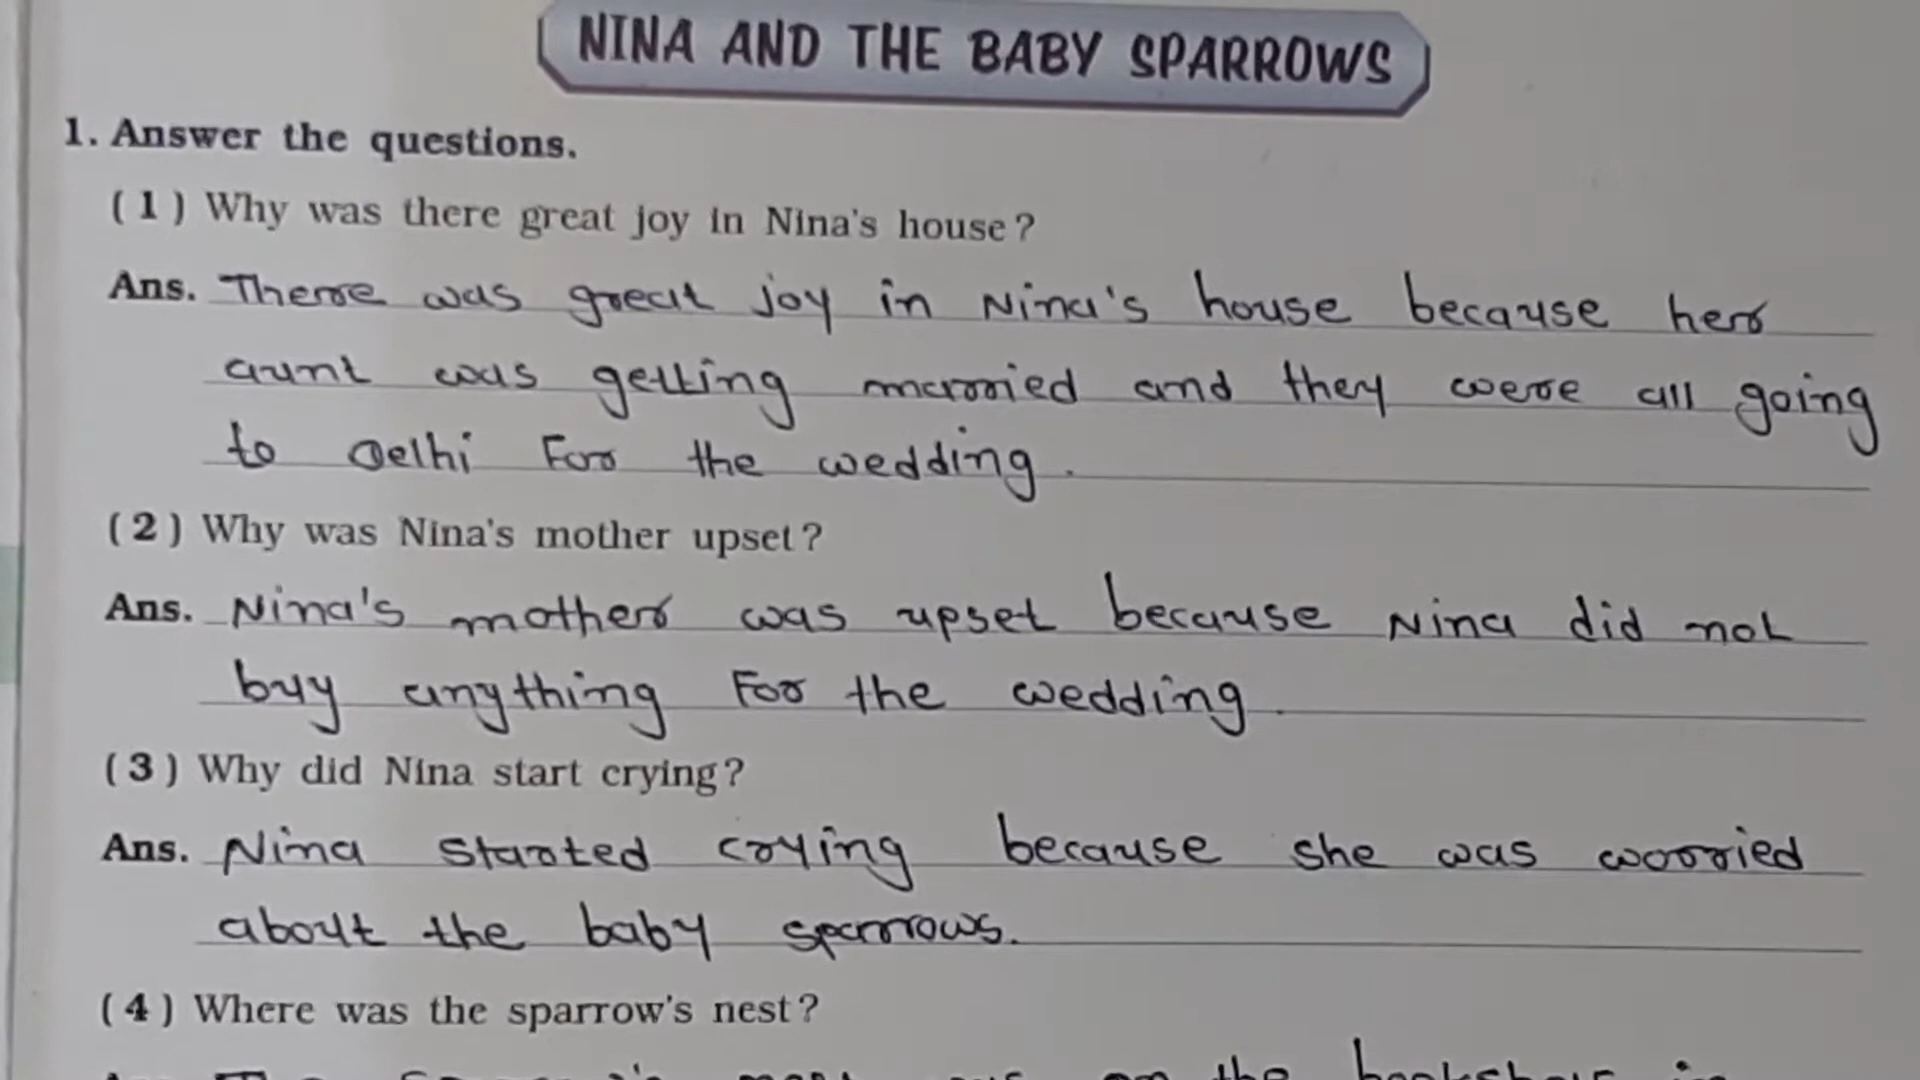 NINA AND THE BABY SPARROWS
1. Answer the questions.
(1) Why was there great joy in Nina's house?
Ans. There was great joy in Nina's house because her
aunt was getting married and they were all going
to Delhi For the wedding.
(2) Why was Nina's mother upset?
Ans. Nina's mother was upset because Nina did not
buy anything For the wedding.
(3) Why did Nina start crying?
Ans. Nina started crying because she was worried
about the baby sparrows.
(4) Where was the sparrow's nest?
on the